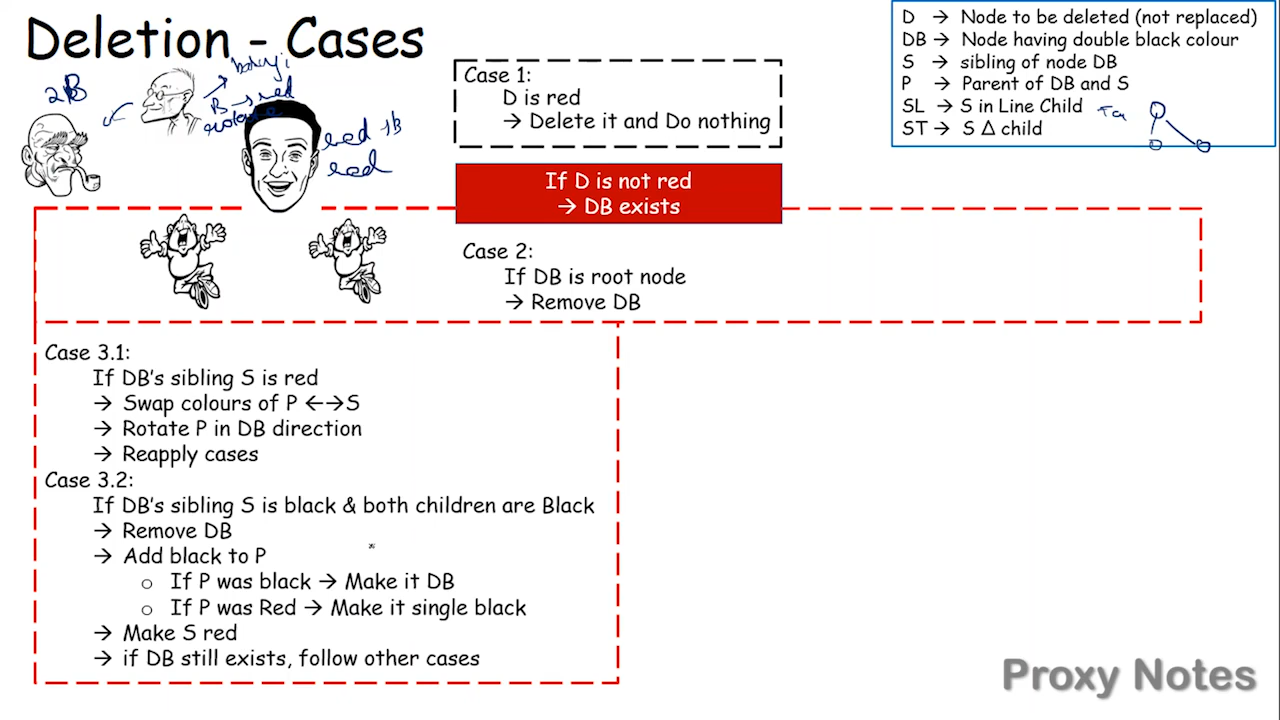 Deletion - Cases
D → Node to be deleted (not replaced)
DB → Node having double black colour
S → sibling of node DB
P → Parent of DB and S
SL → S in Line Child
ST → S Δ child
2B
B → red
red
red
Case 1:
D is red
→ Delete it and Do nothing
If D is not red
→ DB exists
Case 2:
If DB is root node
→ Remove DB
Case 3.1:
If DB's sibling S is red
→ Swap colours of P ←→S
→ Rotate P in DB direction
→ Reapply cases
Case 3.2:
If DB's sibling S is black & both children are Black
→ Remove DB
→ Add black to P
o If P was black → Make it DB
o If P was Red → Make it single black
→ Make S red
→ if DB still exists, follow other cases
Proxy Notes